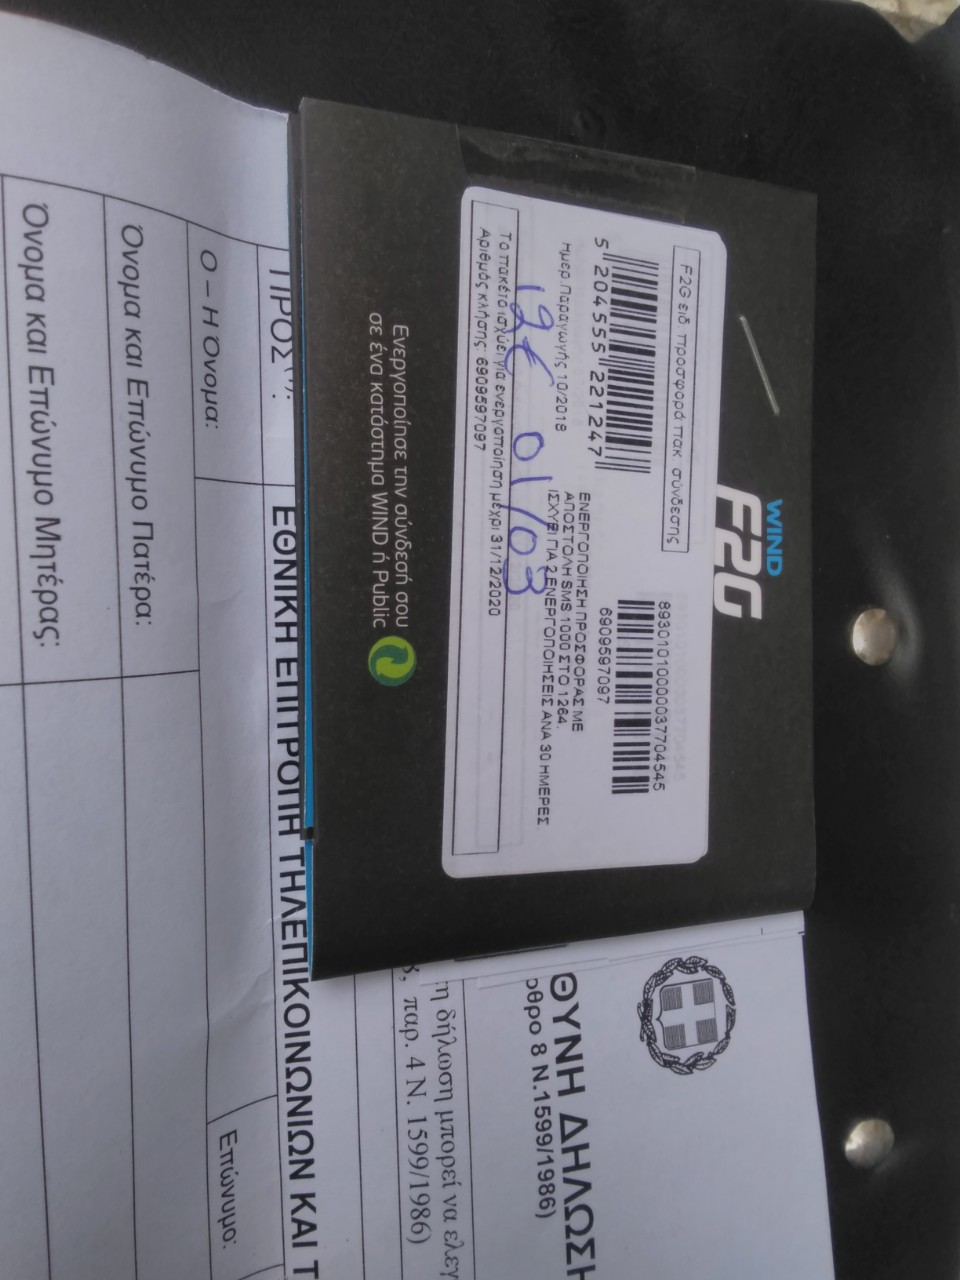 WIND
F2G
F2G ειδ προσφορά πακ. σύνδεσης
5 204555 221247
Ημερ.Παραγωγής 10/2018
8930101000003770454545
6909597097
ΕΝΕΡΓΟΠΟΙΗΣΗ ΠΡΟΣΦΟΡΑΣ ΜΕ
ΑΠΟΣΤΟΛΗ SMS 1000 ΣΤΟ 1264.
ΙΣΧΥΕΙ ΓΙΑ 2 ΕΝΕΡΓΟΠΟΙΗΣΕΙΣ ΑΝΑ 30 ΗΜΕΡΕΣ
12€ 01/03
Το πακέτο ισχύει για ενεργοποίηση μέχρι 31/12/2020
Αριθμός κλήσης: 6909597097
Ενεργοποίησε την σύνδεσή σου
σε ένα κατάστημα WIND ή Public
ΘΥΝΗ ΔΗΛΩΣΗ
ρθρο 8 Ν.1599/1986)
τη δήλωση μπορεί να ελεγ
8, παρ. 4 Ν. 1599/1986)
ΠΡΟΣ(1):
ΕΘΝΙΚΗ ΕΠΙΤΡΟΠΗ ΤΗΛΕΠΙΚΟΙΝΩΝΙΩΝ ΚΑΙ Τ
Ο – Η Όνομα:
Επώνυμο:
Όνομα και Επώνυμο Πατέρα:
Όνομα και Επώνυμο Μητέρας: